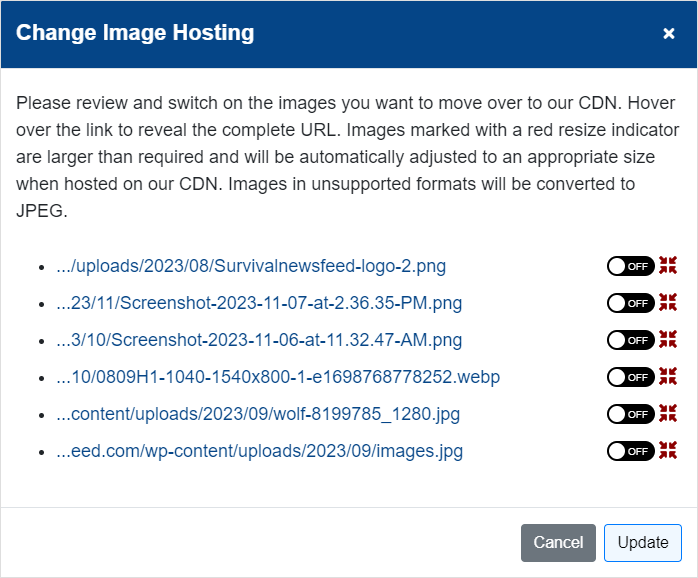 Change Image Hosting
×
Please review and switch on the images you want to move over to our CDN. Hover
over the link to reveal the complete URL. Images marked with a red resize indicator
are larger than required and will be automatically adjusted to an appropriate size
when hosted on our CDN. Images in unsupported formats will be converted to
JPEG.
• .../uploads/2023/08/Survivalnewsfeed-logo-2.png OFF
• ...23/11/Screenshot-2023-11-07-at-2.36.35-PM.png OFF
• ...3/10/Screenshot-2023-11-06-at-11.32.47-AM.png OFF
• ...10/0809H1-1040-1540x800-1-e1698768778252.webp OFF
• ...content/uploads/2023/09/wolf-8199785_1280.jpg OFF
• ...eed.com/wp-content/uploads/2023/09/images.jpg OFF
Cancel Update